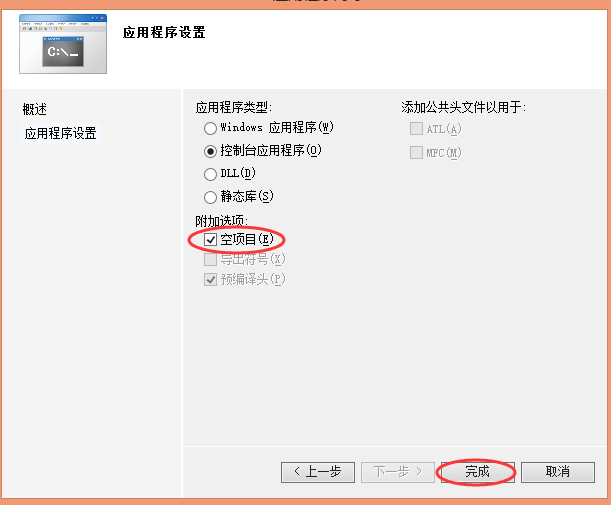 应用程序设置
C:\_
概述
应用程序设置
应用程序类型:
Windows 应用程序(W)
控制台应用程序(O)
DLL(D)
静态库(S)
附加选项:
空项目(E)
导出符号(X)
预编译头(P)
添加公共头文件以用于:
ATL(A)
MFC(M)
< 上一步
下一步 >
完成
取消